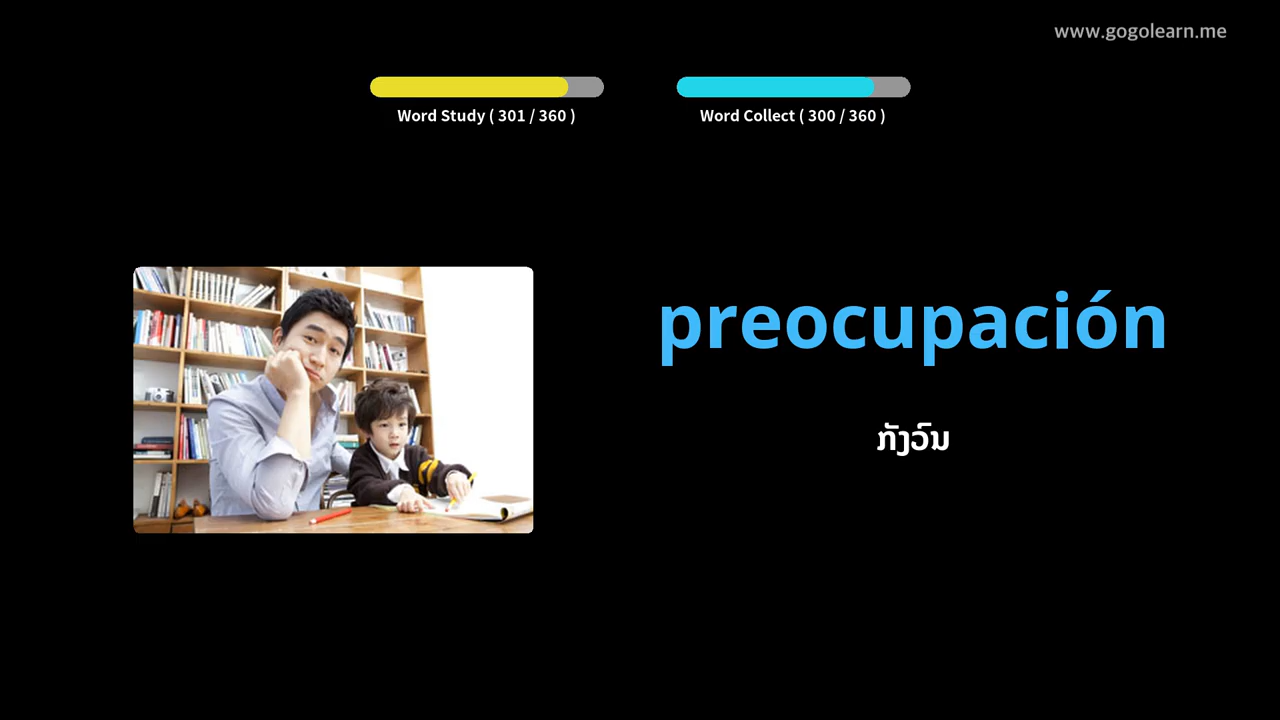 www.gogolearn.me
Word Study ( 301 / 360 )
Word Collect ( 300 / 360 )
preocupación
ກັງວົນ